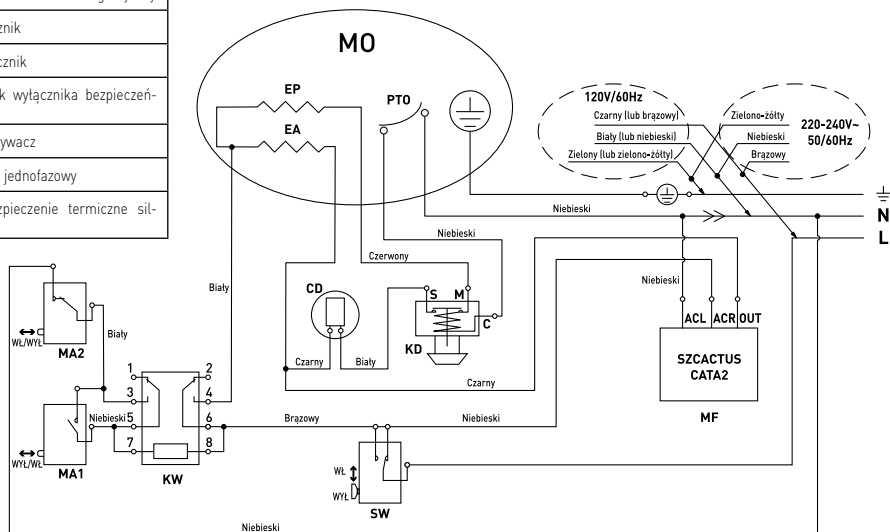 znik
cznik
k wyłącznika bezpieczeń-
ywacz
jednofazowy
zpieczenie termiczne sil-
MO
EP
EA
PTO
120V/60Hz
Czarny (lub brązowy)
Biały (lub niebieski)
Zielony (lub zielono-żółty)
Zielono-żółty
Niebieski
Brązowy
220-240V~
50/60Hz
Niebieski
N
L
Niebieski
Czerwony
Biały
CD
S
M
C
KD
Niebieski
ACL
ACR
OUT
SZCACTUS
CATA2
MF
WŁ/WYŁ
MA2
Biały
Czarny
Biały
Czarny
1
2
3
4
Niebieski
5
6
7
8
Brązowy
Niebieski
WYŁ/WŁ
MA1
KW
WŁ
WYŁ
SW
Niebieski